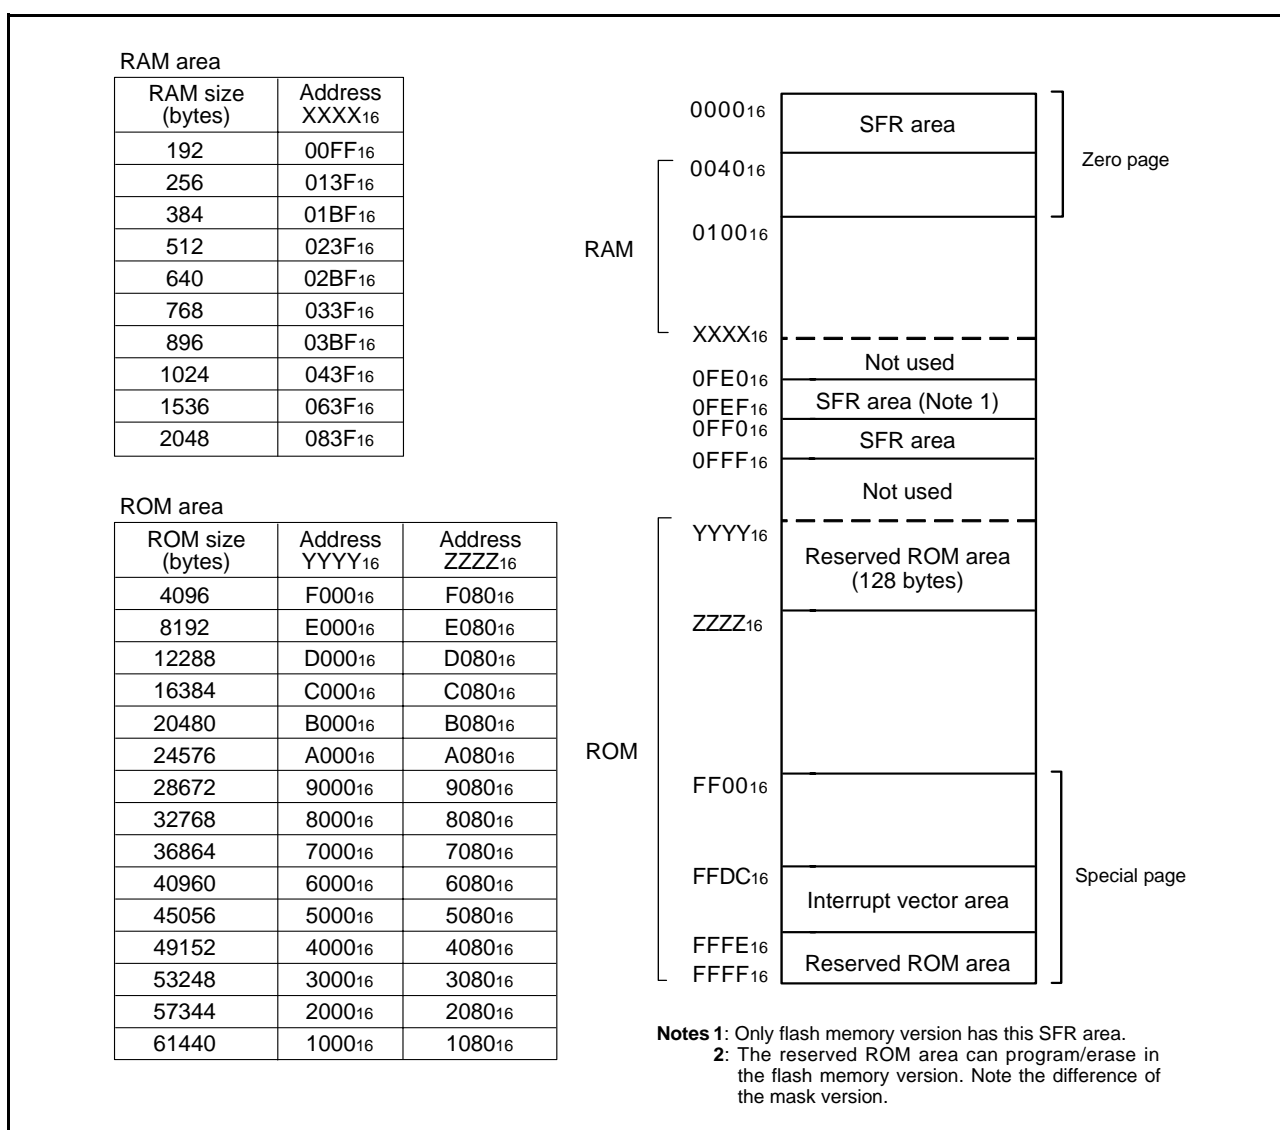 RAM area
RAM size (bytes) Address XXXX16
192 00FF16
256 013F16
384 01BF16
512 023F16
640 02BF16
768 033F16
896 03BF16
1024 043F16
1536 063F16
2048 083F16
ROM area
ROM size (bytes) Address YYYY16 Address ZZZZ16
4096 F00016 F08016
8192 E00016 E08016
12288 D00016 D08016
16384 C00016 C08016
20480 B00016 B08016
24576 A00016 A08016
28672 900016 908016
32768 800016 808016
36864 700016 708016
40960 600016 608016
45056 500016 508016
49152 400016 408016
53248 300016 308016
57344 200016 208016
61440 100016 108016
000016
SFR area
Zero page
004016
010016
RAM
XXXX16
Not used
0FE016
SFR area (Note 1)
0FEF16
0FF016
SFR area
0FFF16
Not used
YYYY16
Reserved ROM area
(128 bytes)
ZZZZ16
ROM
FF0016
FFDC16
Special page
Interrupt vector area
FFFE16
Reserved ROM area
FFFF16
Notes 1: Only flash memory version has this SFR area.
2: The reserved ROM area can program/erase in
the flash memory version. Note the difference of
the mask version.